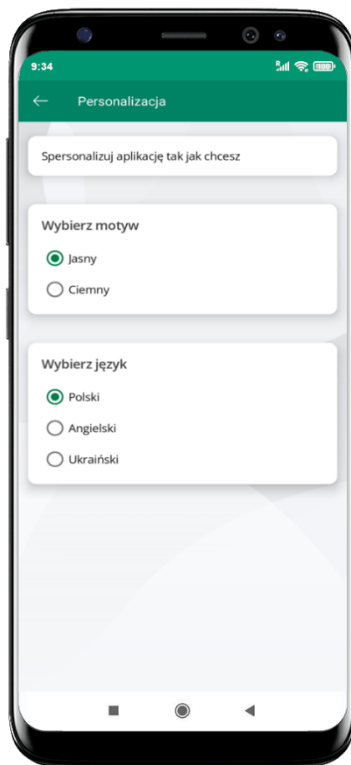 9:34
Personalizacja
Spersonalizuj aplikację tak jak chcesz
Wybierz motyw
Jasny
Ciemny
Wybierz język
Polski
Angielski
Ukraiński